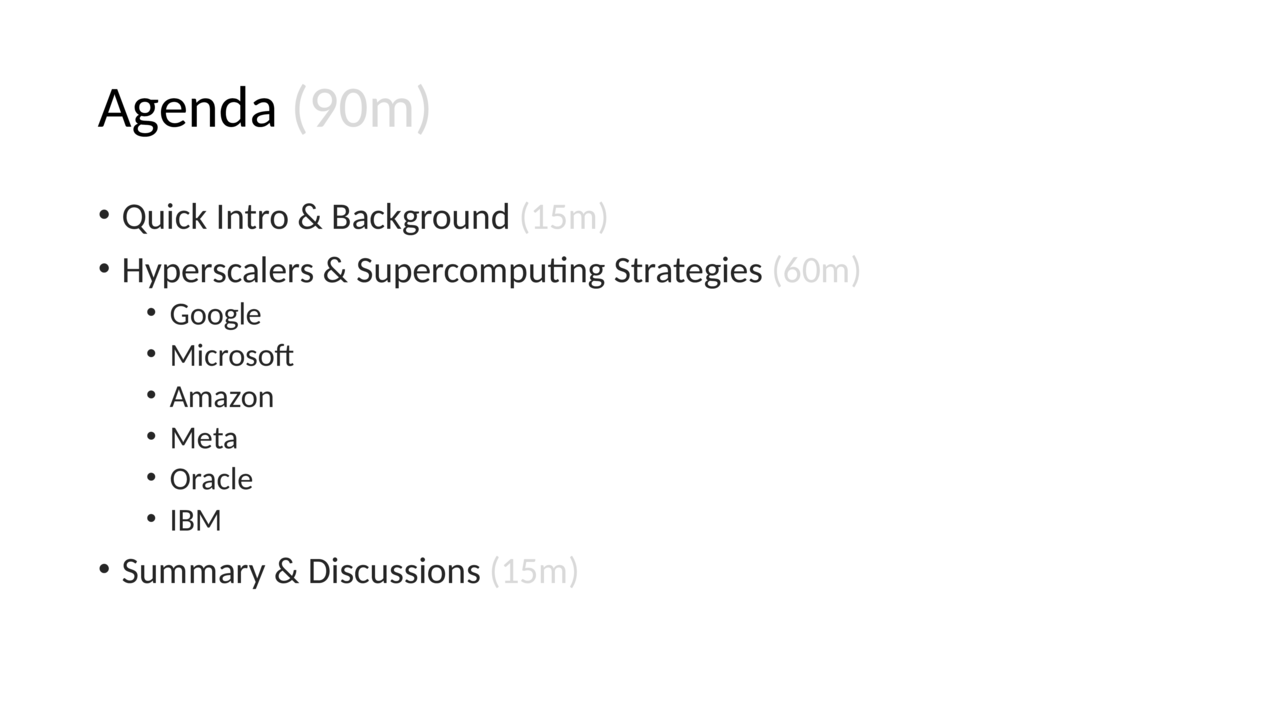 Agenda (90m)
• Quick Intro & Background (15m)
• Hyperscalers & Supercomputing Strategies (60m)
• Google
• Microsoft
• Amazon
• Meta
• Oracle
• IBM
• Summary & Discussions (15m)